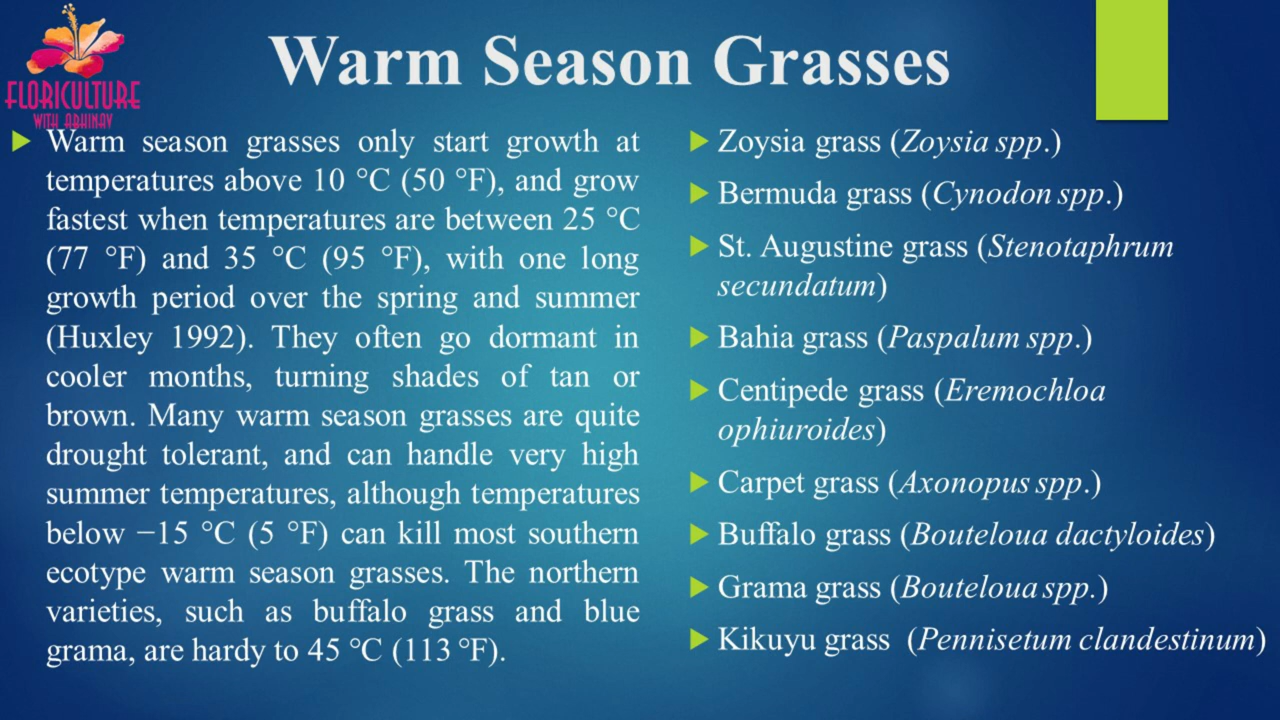 Warm Season Grasses
FLORICULTURE
WITH ABHINAV
Warm season grasses only start growth at
temperatures above 10 °C (50 °F), and grow
fastest when temperatures are between 25 °C
(77 °F) and 35 °C (95 °F), with one long
growth period over the spring and summer
(Huxley 1992). They often go dormant in
cooler months, turning shades of tan or
brown. Many warm season grasses are quite
drought tolerant, and can handle very high
summer temperatures, although temperatures
below −15 °C (5 °F) can kill most southern
ecotype warm season grasses. The northern
varieties, such as buffalo grass and blue
grama, are hardy to 45 °C (113 °F).
Zoysia grass (Zoysia spp.)
Bermuda grass (Cynodon spp.)
St. Augustine grass (Stenotaphrum
secundatum)
Bahia grass (Paspalum spp.)
Centipede grass (Eremochloa
ophiuroides)
Carpet grass (Axonopus spp.)
Buffalo grass (Bouteloua dactyloides)
Grama grass (Bouteloua spp.)
Kikuyu grass (Pennisetum clandestinum)